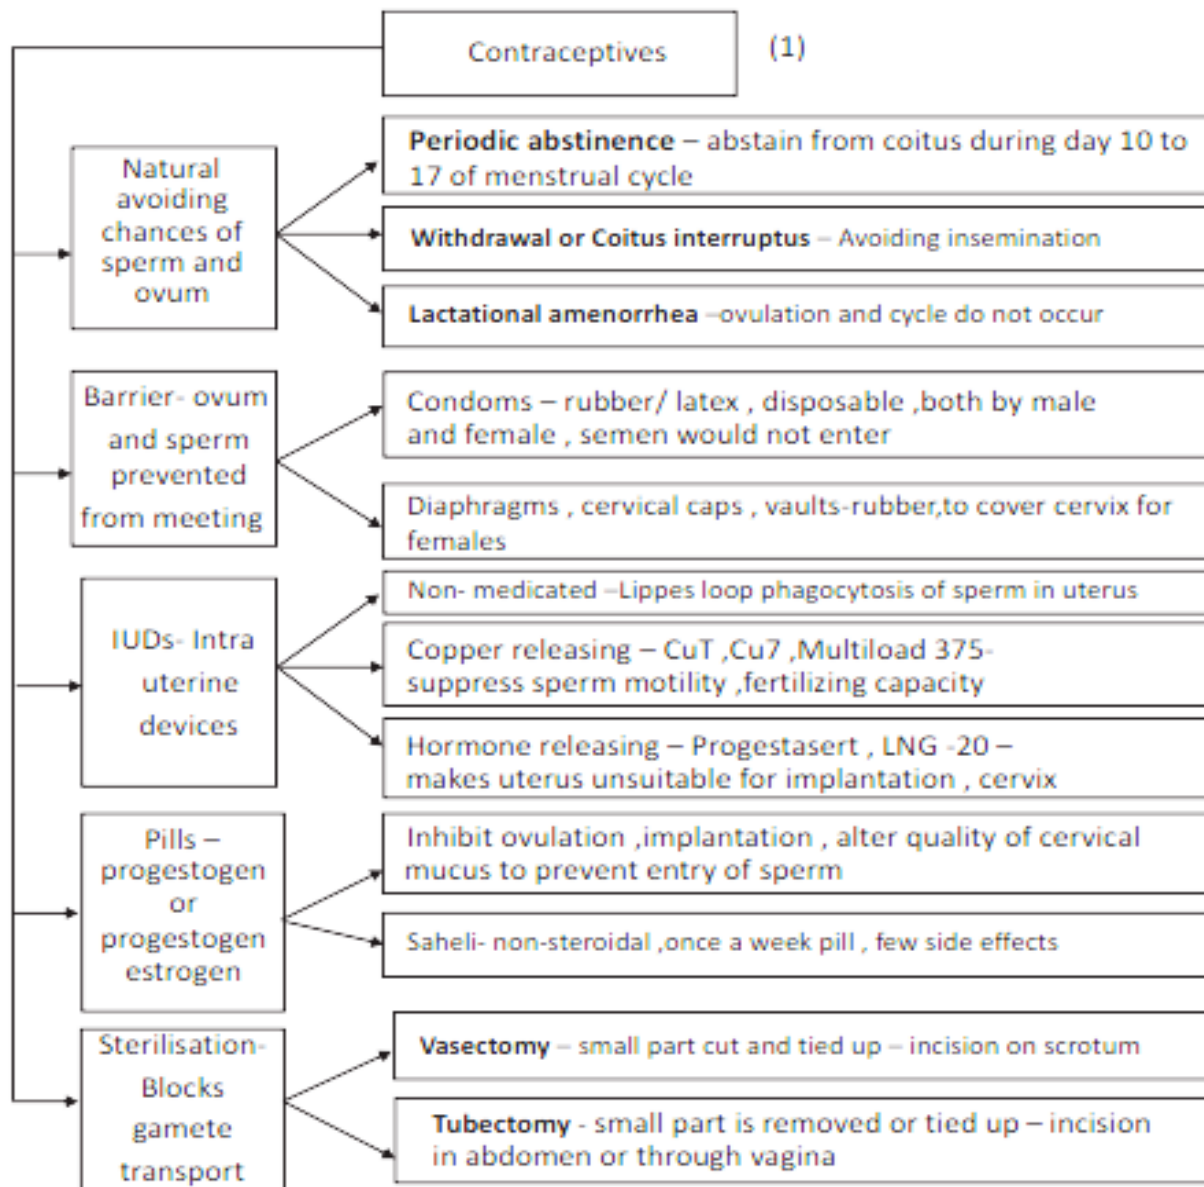 Contraceptives
(1)
Natural
avoiding
chances of
sperm and
ovum
Periodic abstinence – abstain from coitus during day 10 to
17 of menstrual cycle
Withdrawal or Coitus interruptus – Avoiding insemination
Lactational amenorrhea –ovulation and cycle do not occur
Barrier- ovum
and sperm
prevented
from meeting
Condoms – rubber/ latex , disposable ,both by male
and female , semen would not enter
Diaphragms , cervical caps , vaults-rubber,to cover cervix for
females
IUDs- Intra
uterine
devices
Non- medicated –Lippes loop phagocytosis of sperm in uterus
Copper releasing – CuT ,Cu7 ,Multiload 375-
suppress sperm motility ,fertilizing capacity
Hormone releasing – Progestasert , LNG -20 –
makes uterus unsuitable for implantation , cervix
Pills –
progestogen
or
progestogen
estrogen
Inhibit ovulation ,implantation , alter quality of cervical
mucus to prevent entry of sperm
Saheli- non-steroidal ,once a week pill , few side effects
Sterilisation-
Blocks
gamete
transport
Vasectomy – small part cut and tied up – incision on scrotum
Tubectomy - small part is removed or tied up – incision
in abdomen or through vagina